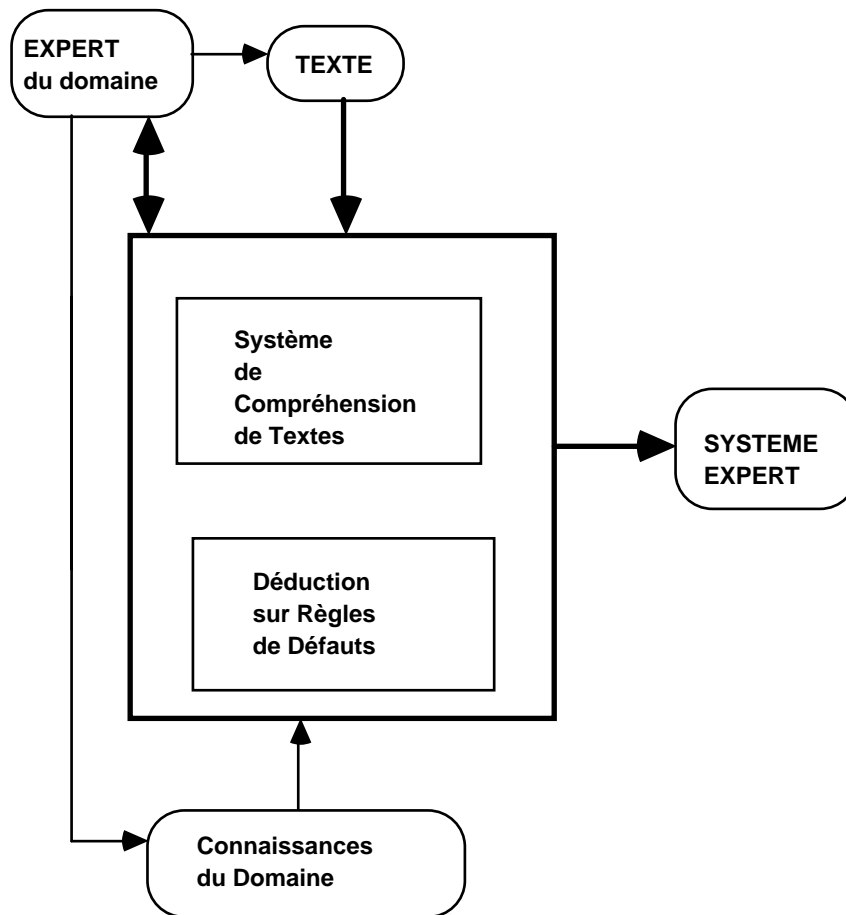 EXPERT
du domaine
TEXTE
Système
de
Compréhension
de Textes
SYSTEME
EXPERT
Déduction
sur Règles
de Défauts
Connaissances
du Domaine